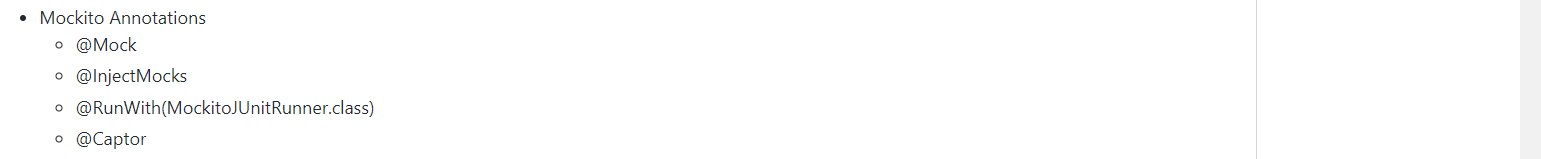 Mockito Annotations
@Mock
@InjectMocks
@RunWith(MockitoJUnitRunner.class)
@Captor